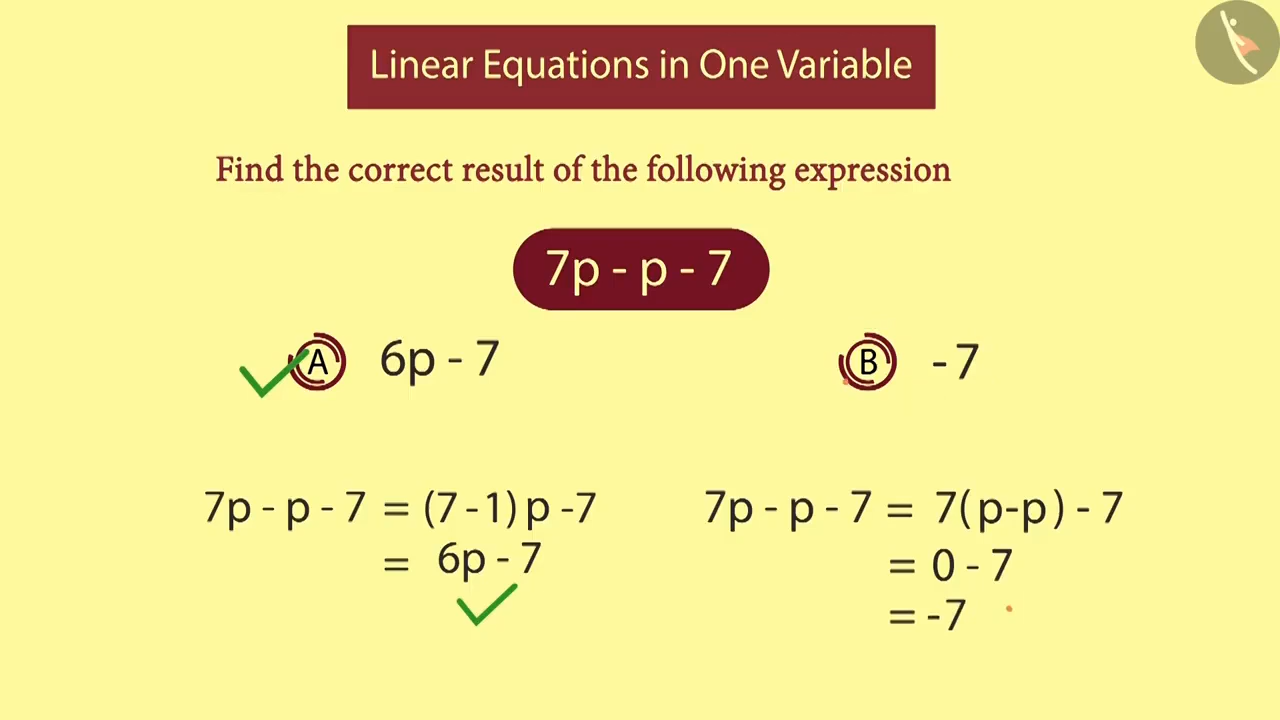 Linear Equations in One Variable
Find the correct result of the following expression
7p - p - 7
A 6p - 7
B - 7
7p - p - 7 = (7 - 1) p -7
= 6p - 7
7p - p - 7 = 7(p-p) - 7
= 0 - 7
= -7